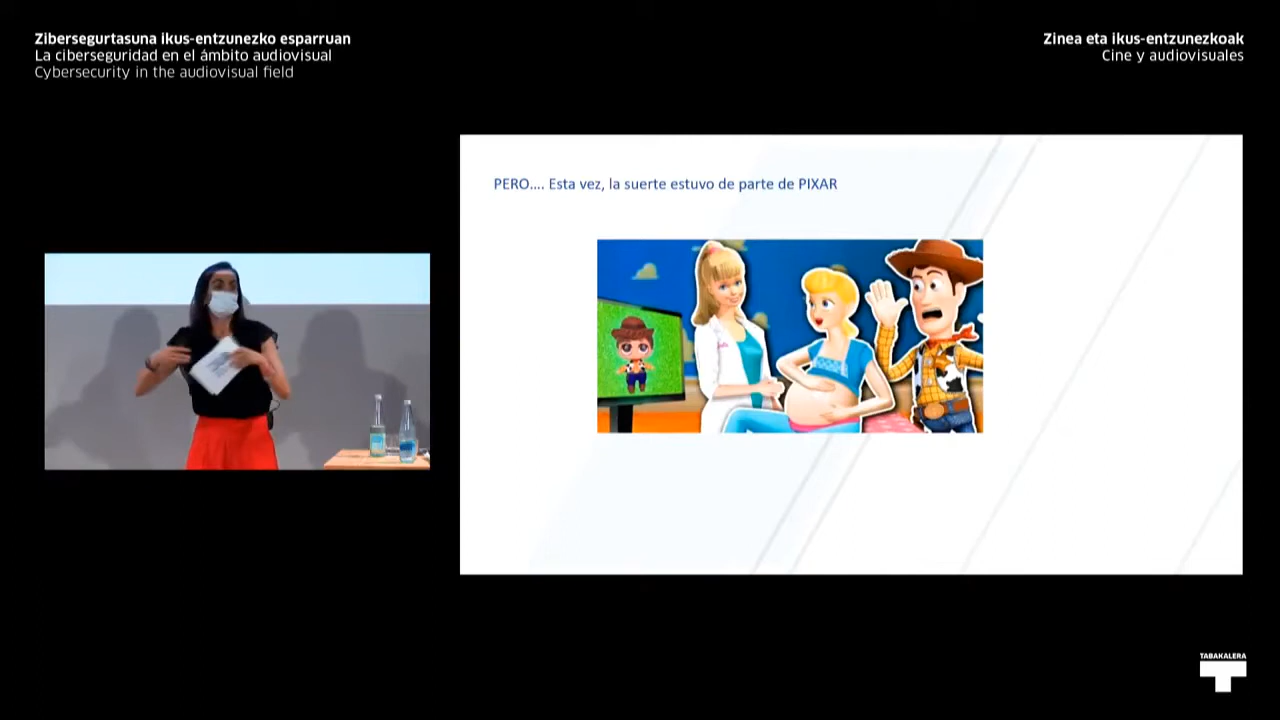 Zibersegurtasuna ikus-entzunezko esparruan
La ciberseguridad en el ámbito audiovisual
Cybersecurity in the audiovisual field
Zinea eta ikus-entzunezkoak
Cine y audiovisuales
PERO.... Esta vez, la suerte estuvo de parte de PIXAR
TABAKALERA